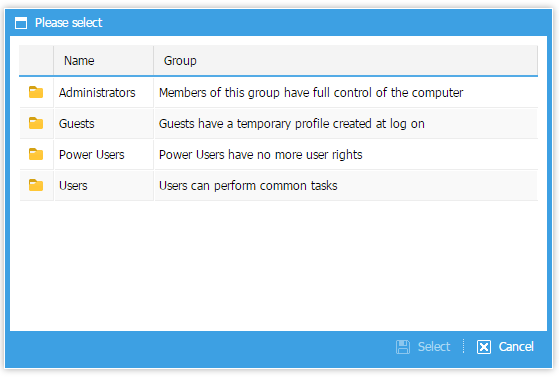 Please select
Name Group
Administrators Members of this group have full control of the computer
Guests Guests have a temporary profile created at log on
Power Users Power Users have no more user rights
Users Users can perform common tasks
Select Cancel